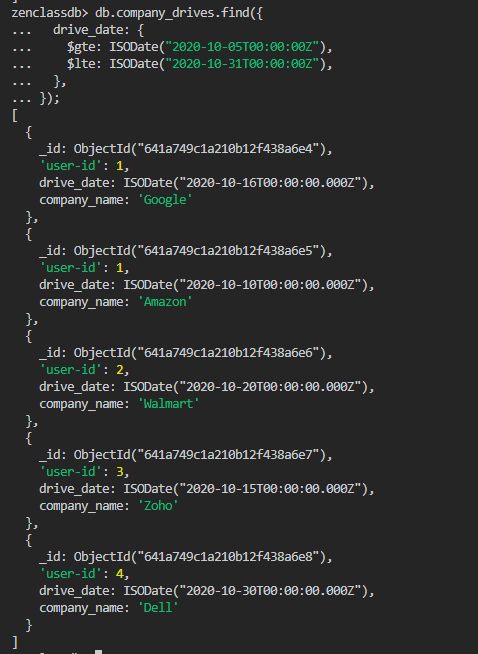 zenclassdb> db.company_drives.find({
...   drive_date: {
...     $gte: ISODate("2020-10-05T00:00:00Z"),
...     $lte: ISODate("2020-10-31T00:00:00Z"),
...   },
... });
[
  {
    _id: ObjectId("641a749c1a210b12f438a6e4"),
    'user-id': 1,
    drive_date: ISODate("2020-10-16T00:00:00.000Z"),
    company_name: 'Google'
  },
  {
    _id: ObjectId("641a749c1a210b12f438a6e5"),
    'user-id': 1,
    drive_date: ISODate("2020-10-10T00:00:00.000Z"),
    company_name: 'Amazon'
  },
  {
    _id: ObjectId("641a749c1a210b12f438a6e6"),
    'user-id': 2,
    drive_date: ISODate("2020-10-20T00:00:00.000Z"),
    company_name: 'Walmart'
  },
  {
    _id: ObjectId("641a749c1a210b12f438a6e7"),
    'user-id': 3,
    drive_date: ISODate("2020-10-15T00:00:00.000Z"),
    company_name: 'Zoho'
  },
  {
    _id: ObjectId("641a749c1a210b12f438a6e8"),
    'user-id': 4,
    drive_date: ISODate("2020-10-30T00:00:00.000Z"),
    company_name: 'Dell'
  }
]